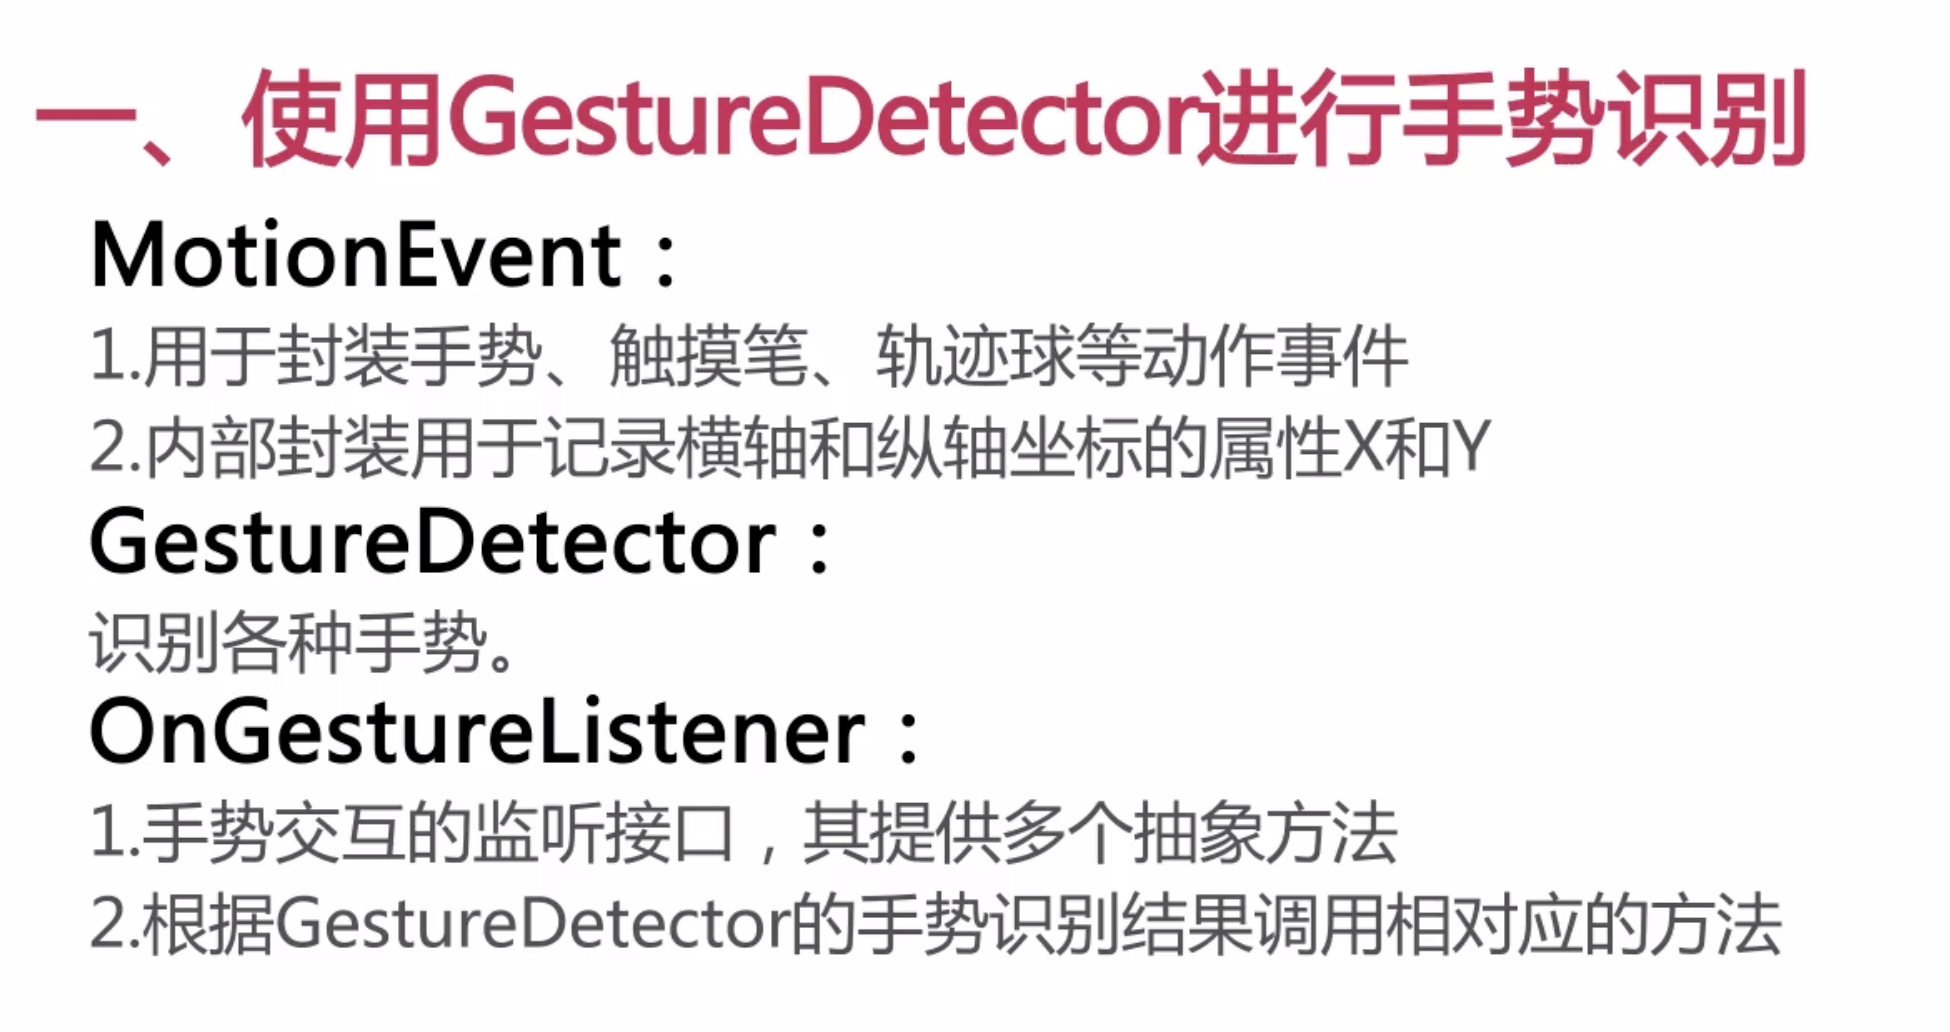 一、使用GestureDetector进行手势识别
MotionEvent：
1.用于封装手势、触摸笔、轨迹球等动作事件
2.内部封装用于记录横轴和纵轴坐标的属性X和Y
GestureDetector：
识别各种手势。
OnGestureListener：
1.手势交互的监听接口，其提供多个抽象方法
2.根据GestureDetector的手势识别结果调用相对应的方法